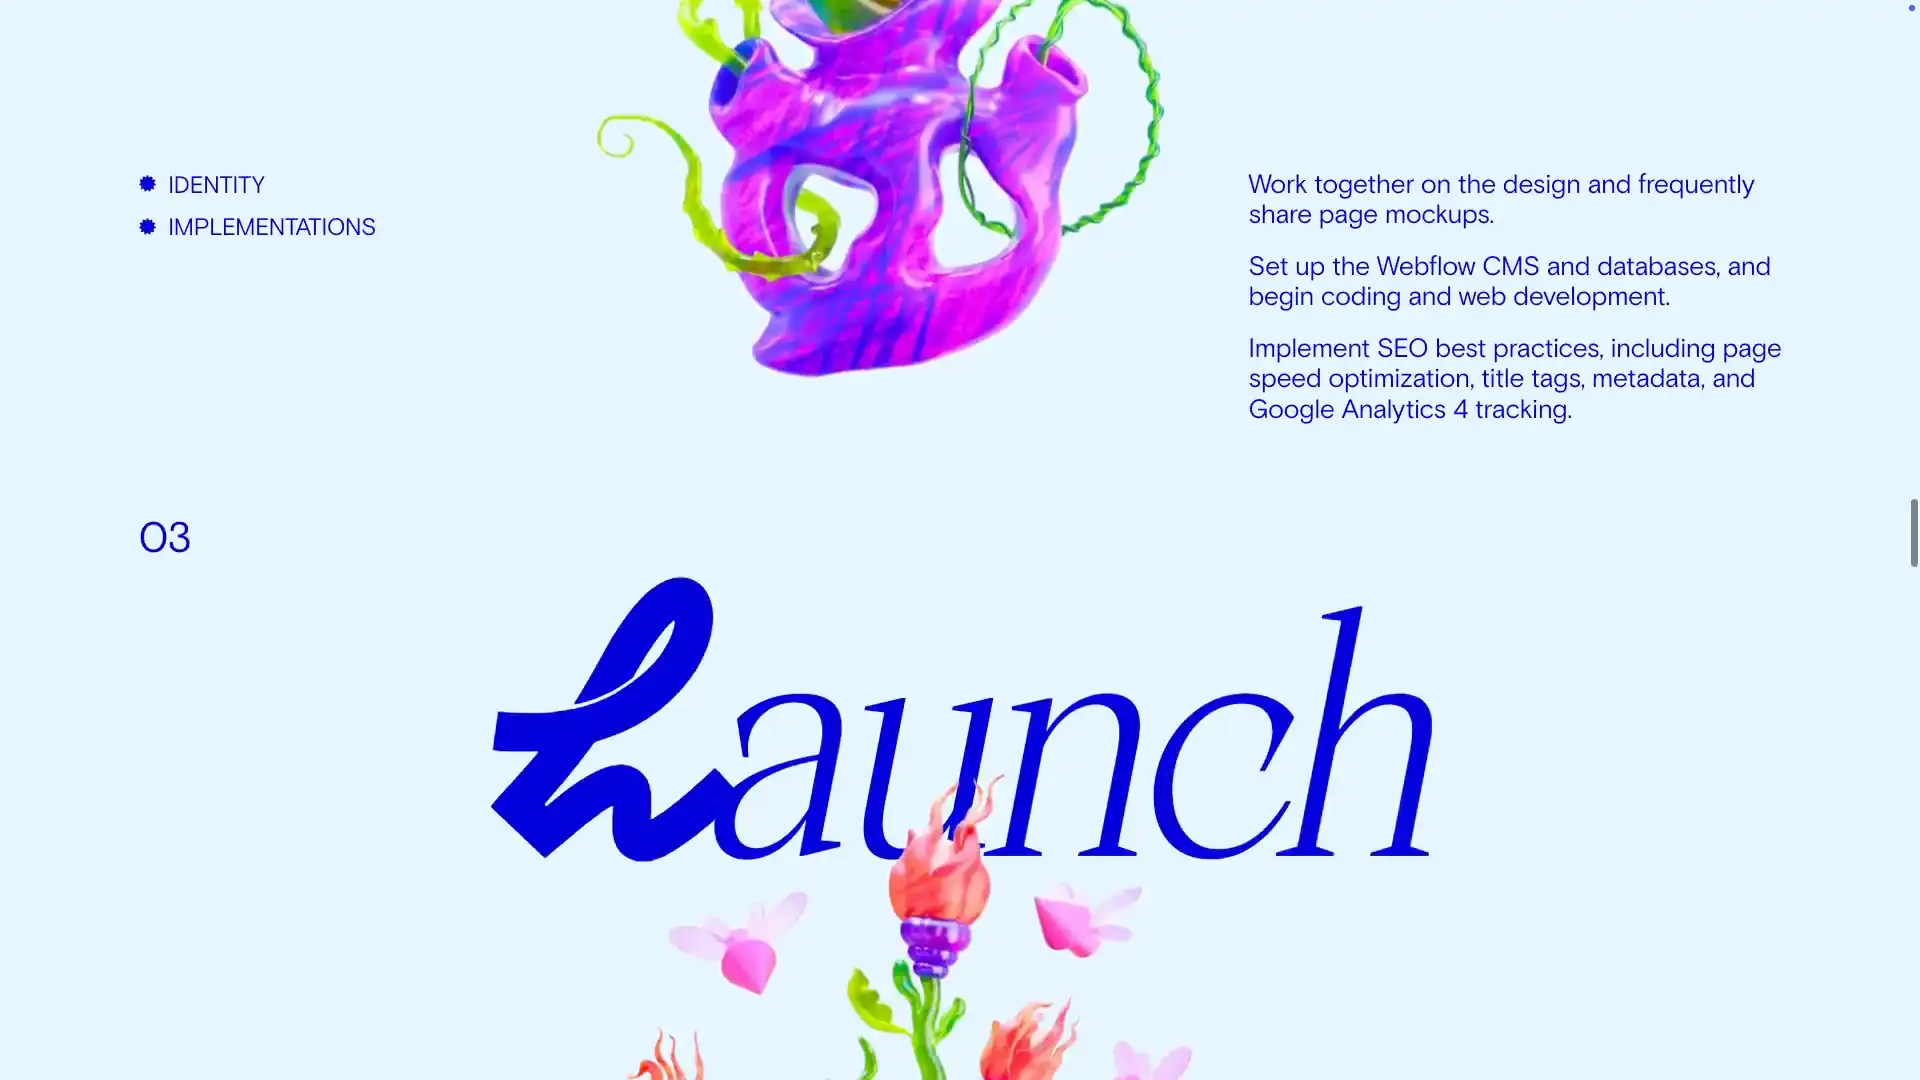 IDENTITY
IMPLEMENTATIONS
Work together on the design and frequently
share page mockups.
Set up the Webflow CMS and databases, and
begin coding and web development.
Implement SEO best practices, including page
speed optimization, title tags, metadata, and
Google Analytics 4 tracking.
03
Launch